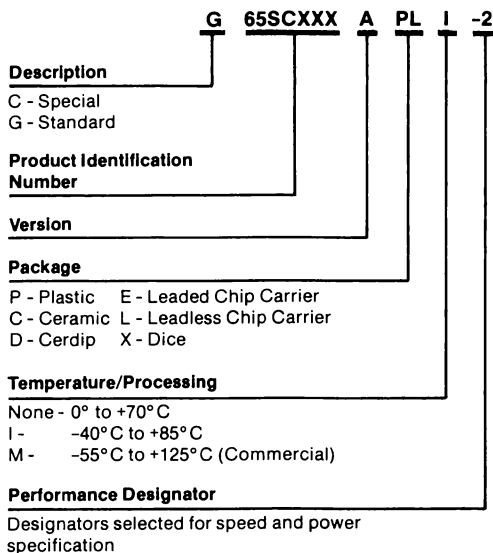 G 65SCXXX A PL I -2
Description
C - Special
G - Standard
Product Identification
Number
Version
Package
P - Plastic E - Leaded Chip Carrier
C - Ceramic L - Leadless Chip Carrier
D - Cerdip X - Dice
Temperature/Processing
None - 0° to +70° C
I - -40° C to +85° C
M - -55° C to +125° C (Commercial)
Performance Designator
Designators selected for speed and power
specification